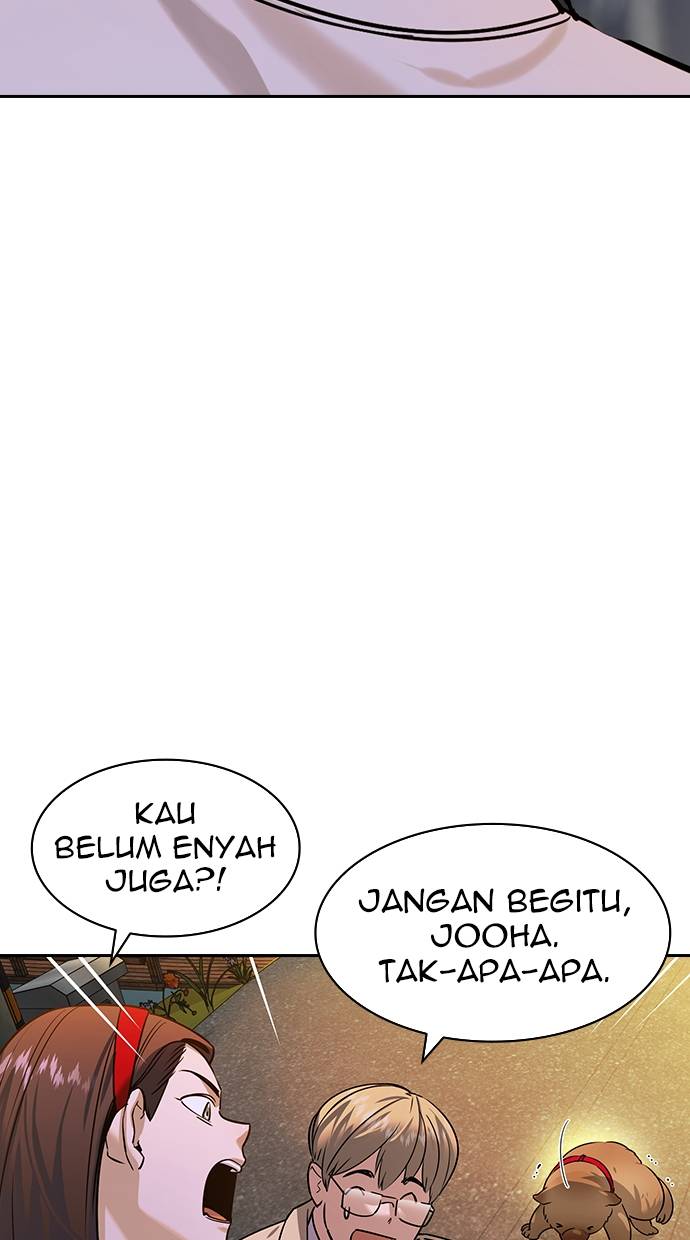 KAU
BELUM ENYAH
JUGA?!
JANGAN BEGITU,
JOOHA.
TAK-APA-APA.